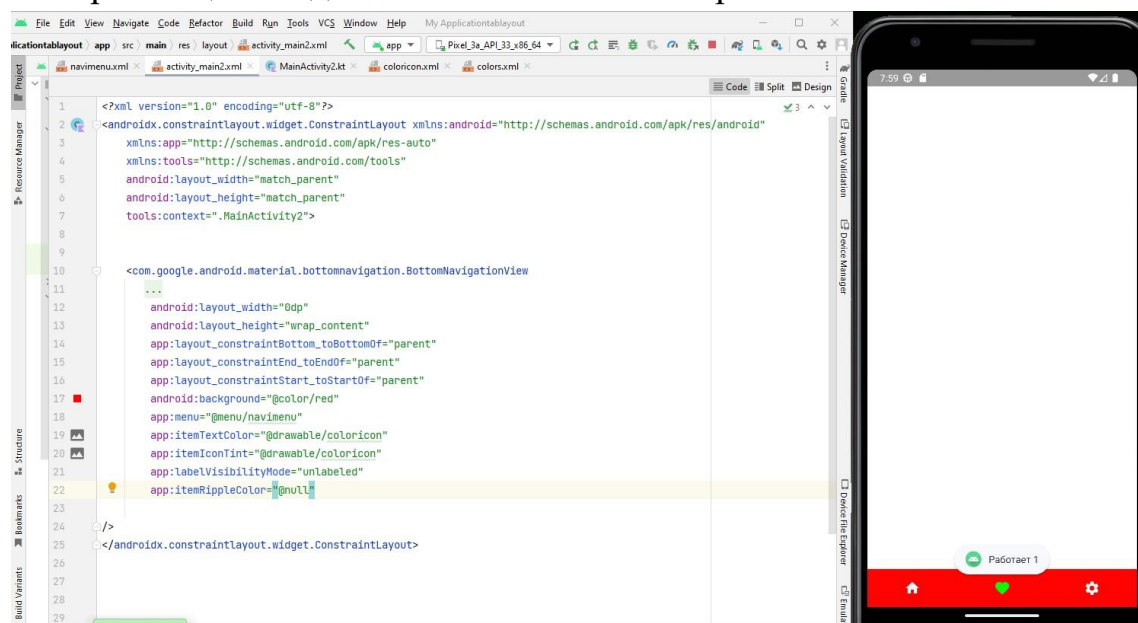 File Edit View Navigate Code Refactor Build Run Tools VCS Window Help My Applicationtablayout
licationtablayout app src main res layout activity_main2.xml app Pixel_3a_API_33_x86_64
navimenu.xml activity_main2.xml MainActivity2.kt coloricon.xml colors.xml
Code Split Design
Project
Resource Manager
Structure
Bookmarks
Build Variants
1 <?xml version="1.0" encoding="utf-8"?>
3
2 <androidx.constraintlayout.widget.ConstraintLayout xmlns:android="http://schemas.android.com/apk/res/android"
3 xmlns:app="http://schemas.android.com/apk/res-auto"
4 xmlns:tools="http://schemas.android.com/tools"
5 android:layout_width="match_parent"
6 android:layout_height="match_parent"
7 tools:context=".MainActivity2">
8
9
10 <com.google.android.material.bottomnavigation.BottomNavigationView
11 ...
12 android:layout_width="0dp"
13 android:layout_height="wrap_content"
14 app:layout_constraintBottom_toBottomOf="parent"
15 app:layout_constraintEnd_toEndOf="parent"
16 app:layout_constraintStart_toStartOf="parent"
17 android:background="@color/red"
18 app:menu="@menu/navimenu"
19 app:itemTextColor="@drawable/coloricon"
20 app:itemIconTint="@drawable/coloricon"
21 app:labelVisibilityMode="unlabeled"
22 app:itemRippleColor="@null"
23
24 />
25 </androidx.constraintlayout.widget.ConstraintLayout>
26
27
28
29
Gradle
Layout Validation
Device Manager
Device File Explorer
Emula
7:59
Работает 1